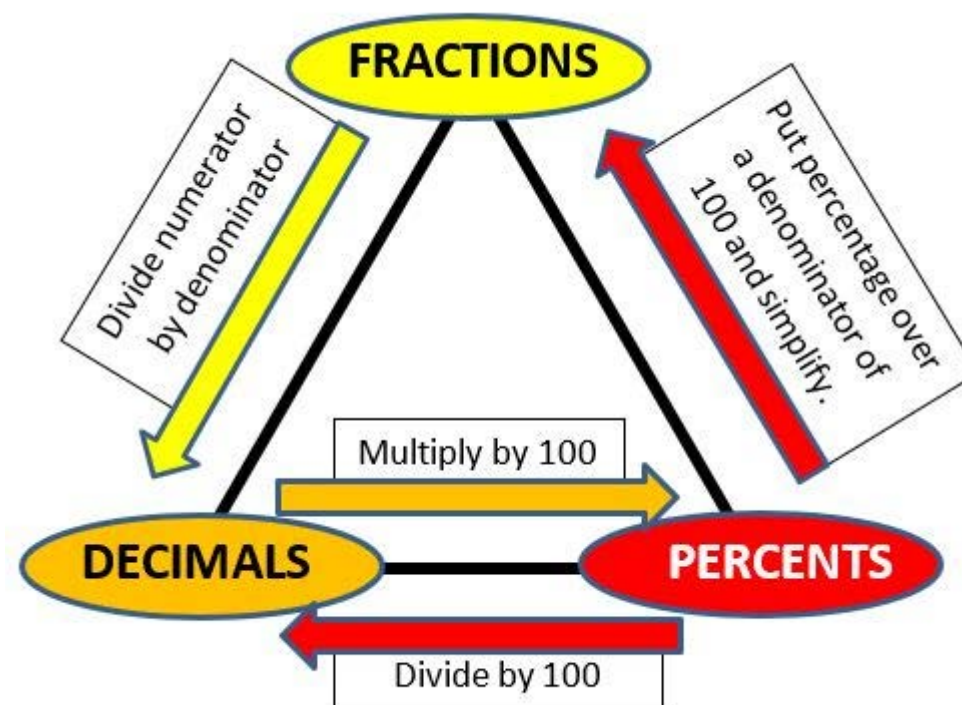 FRACTIONS
Divide numerator
by denominator
Put percentage over
a denominator of
100 and simplify.
Multiply by 100
DECIMALS
PERCENTS
Divide by 100